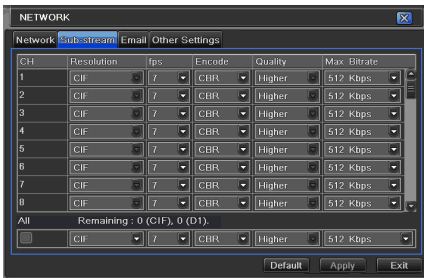 NETWORK
Network Sub-stream Email Other Settings
CH Resolution fps Encode Quality Max Bitrate
1 CIF 7 CBR Higher 512 Kbps
2 CIF 7 CBR Higher 512 Kbps
3 CIF 7 CBR Higher 512 Kbps
4 CIF 7 CBR Higher 512 Kbps
5 CIF 7 CBR Higher 512 Kbps
6 CIF 7 CBR Higher 512 Kbps
7 CIF 7 CBR Higher 512 Kbps
8 CIF 7 CBR Higher 512 Kbps
All Remaining : 0 (CIF), 0 (D1).
CIF 7 CBR Higher 512 Kbps
Default Apply Exit